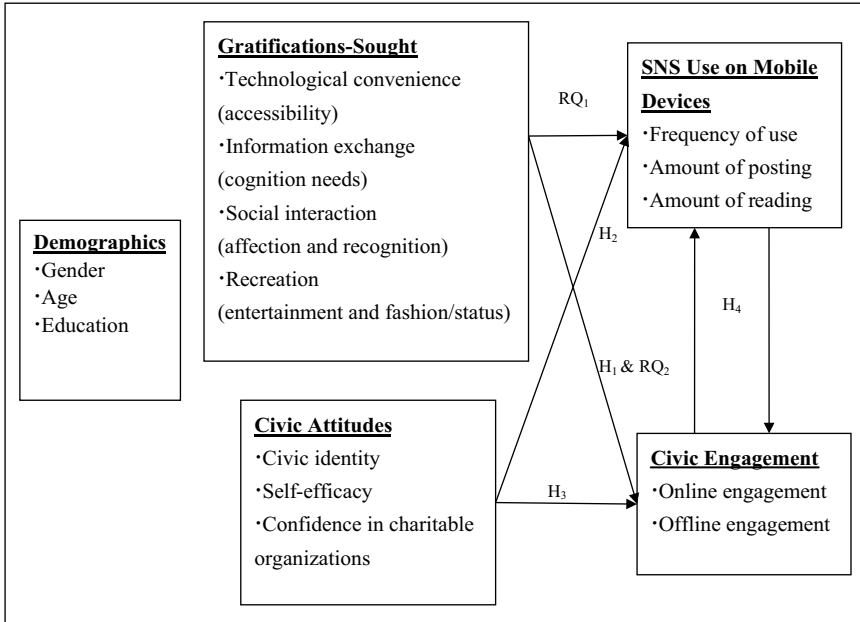 Gratifications-Sought
·Technological convenience
(accessibility)
·Information exchange
(cognition needs)
·Social interaction
(affection and recognition)
·Recreation
(entertainment and fashion/status)
Demographics
·Gender
·Age
·Education
Civic Attitudes
·Civic identity
·Self-efficacy
·Confidence in charitable
organizations
RQ₁
H₂
H₁ & RQ₂
H₃
SNS Use on Mobile
Devices
·Frequency of use
·Amount of posting
·Amount of reading
H₄
Civic Engagement
·Online engagement
·Offline engagement